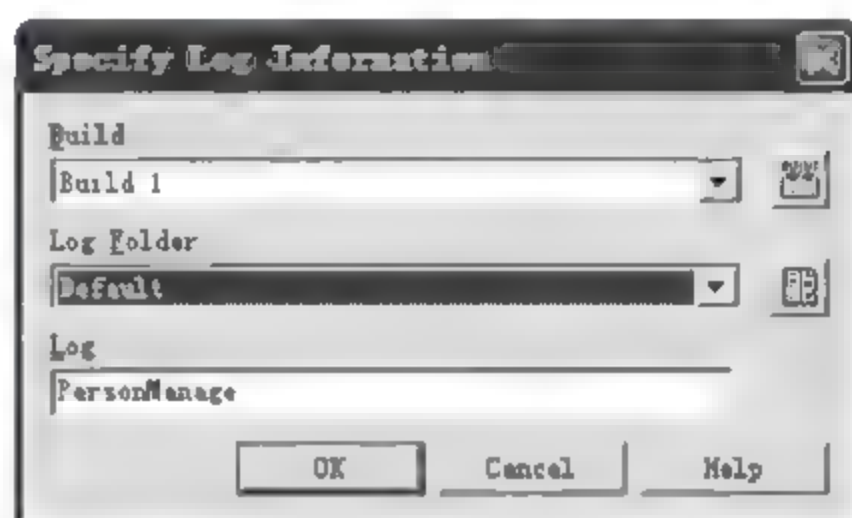 Specify Log Information
Build
Build 1
Log Folder
Default
Log
PersonManage
OK Cancel Help